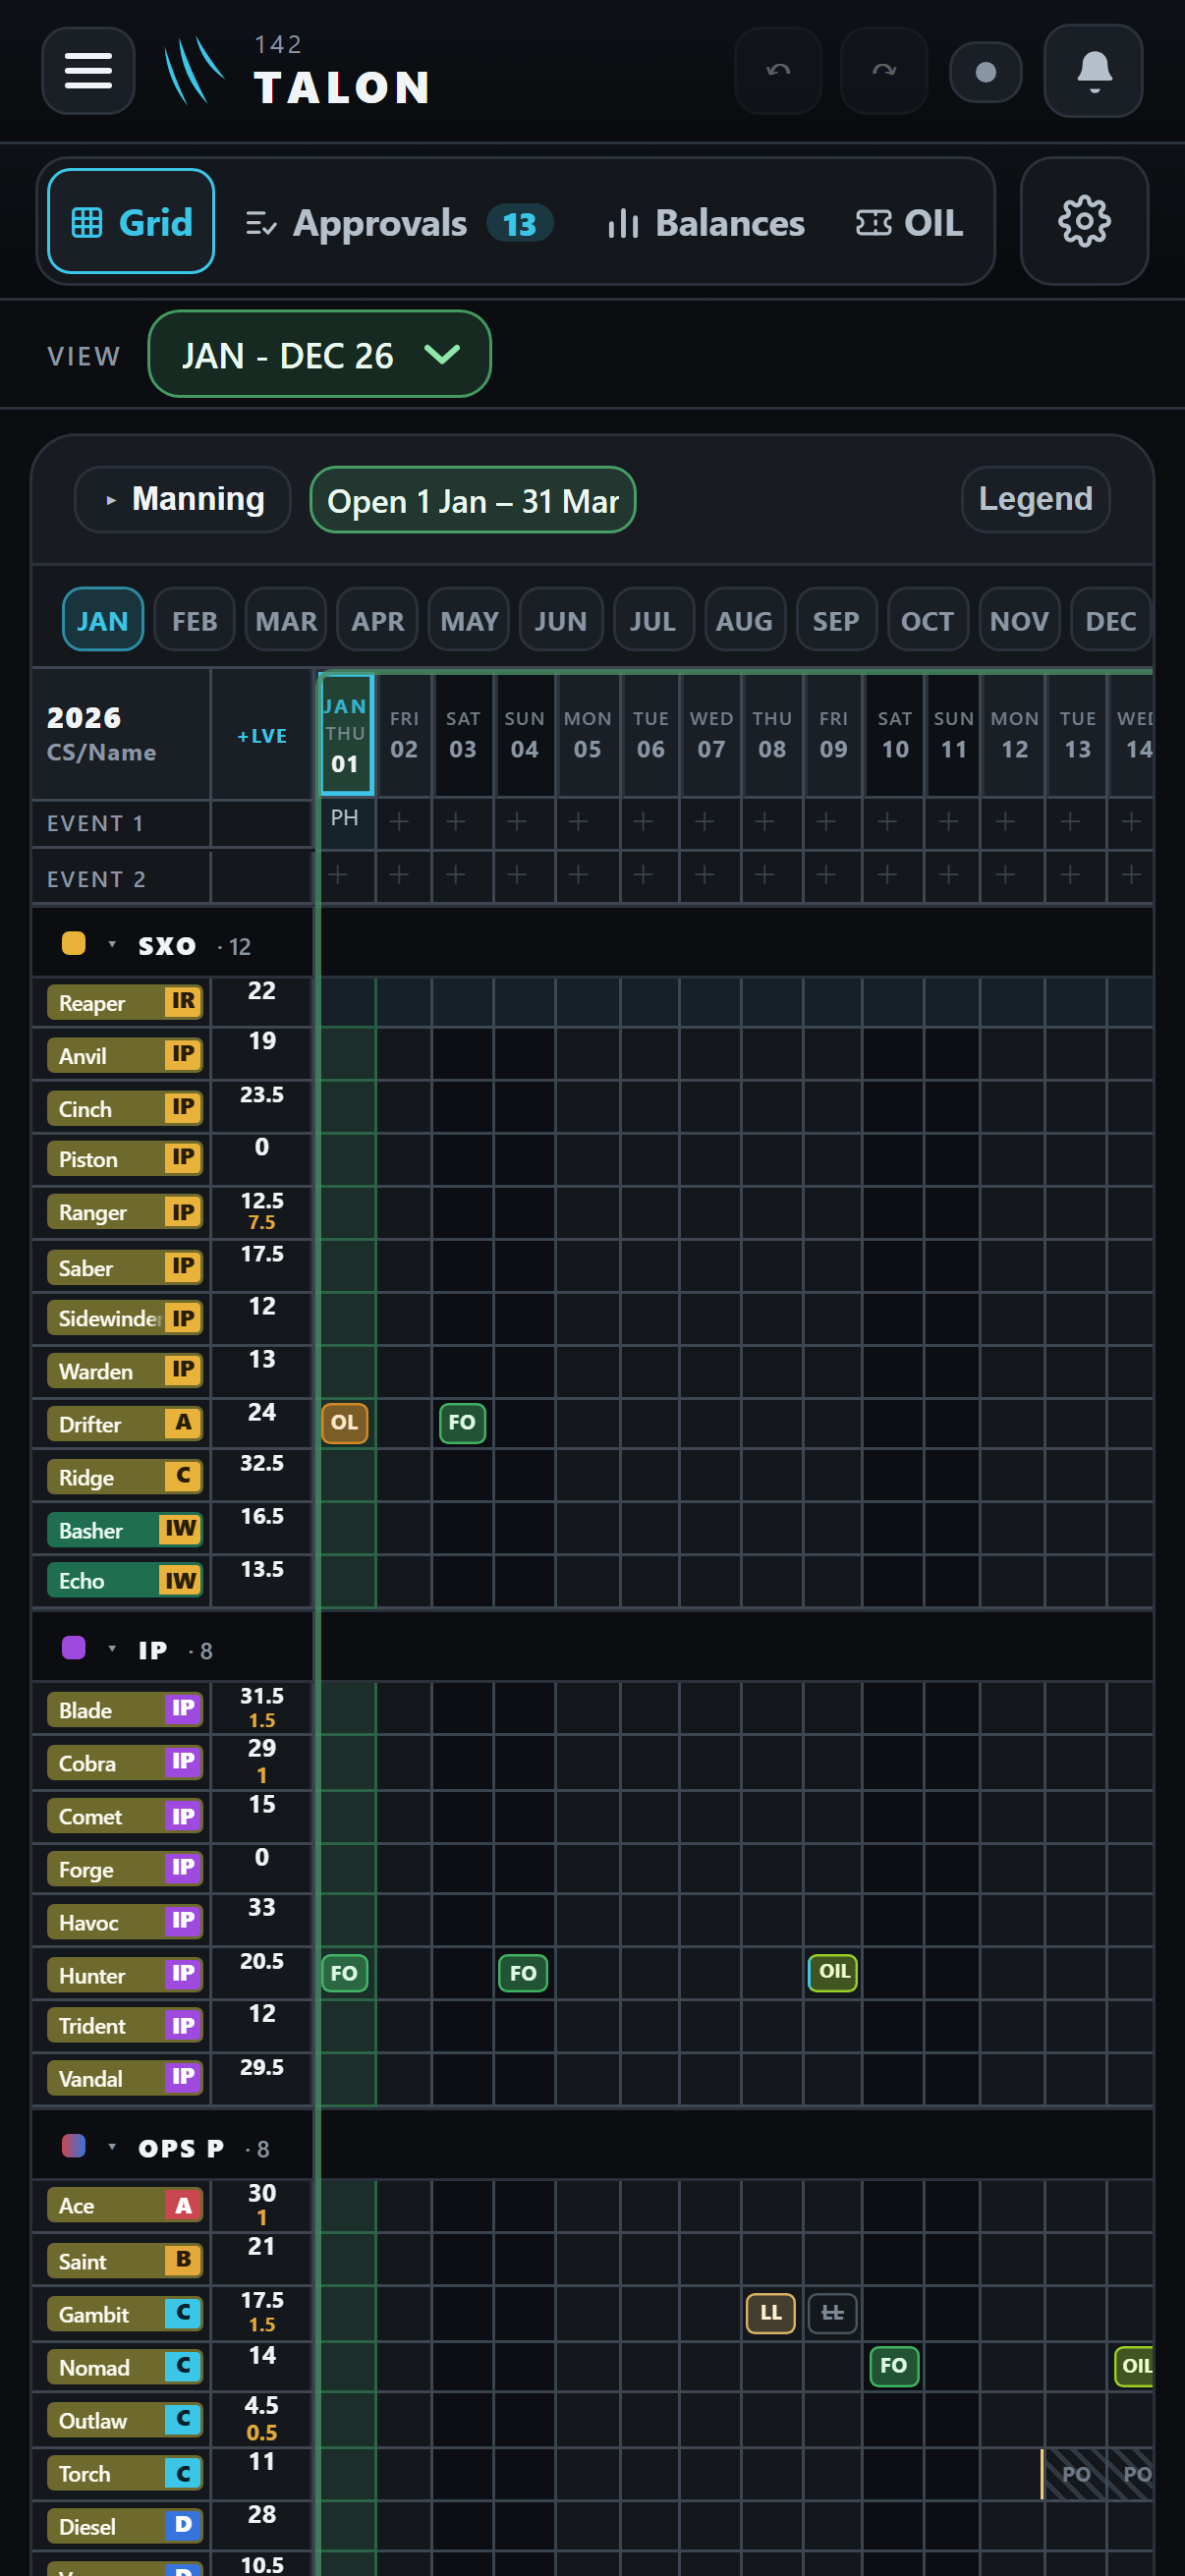 142
TALON
Grid Approvals 13 Balances OIL
VIEW JAN - DEC 26
Manning Open 1 Jan – 31 Mar Legend
JAN FEB MAR APR MAY JUN JUL AUG SEP OCT NOV DEC
2026
CS/Name
+LVE
JAN THU 01
FRI 02
SAT 03
SUN 04
MON 05
TUE 06
WED 07
THU 08
FRI 09
SAT 10
SUN 11
MON 12
TUE 13
WED 14
EVENT 1 PH + + + + + + + + + + + + +
EVENT 2 + + + + + + + + + + + + + +
SXO · 12
Reaper IR 22
Anvil IP 19
Cinch IP 23.5
Piston IP 0
Ranger IP 12.5
7.5
Saber IP 17.5
Sidewinder IP 12
Warden IP 13
Drifter A 24 OL FO
Ridge C 32.5
Basher IW 16.5
Echo IW 13.5
IP · 8
Blade IP 31.5
1.5
Cobra IP 29
1
Comet IP 15
Forge IP 0
Havoc IP 33
Hunter IP 20.5 FO FO OIL
Trident IP 12
Vandal IP 29.5
OPS P · 8
Ace A 30
1
Saint B 21
Gambit C 17.5 LL LL
1.5
Nomad C 14 FO OIL
Outlaw C 4.5
0.5
Torch C 11 PO PO
Diesel D 28
D 10.5